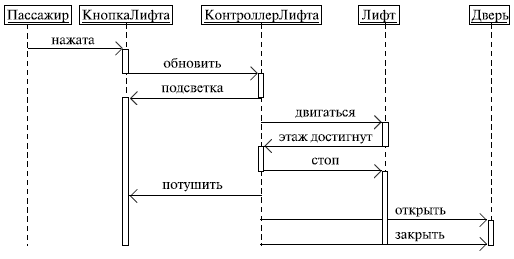 Пассажир КнопкаЛифта КонтроллерЛифта Лифт Дверь
нажата
обновить
подсветка
двигаться
этаж достигнут
стоп
потушить
открыть
закрыть